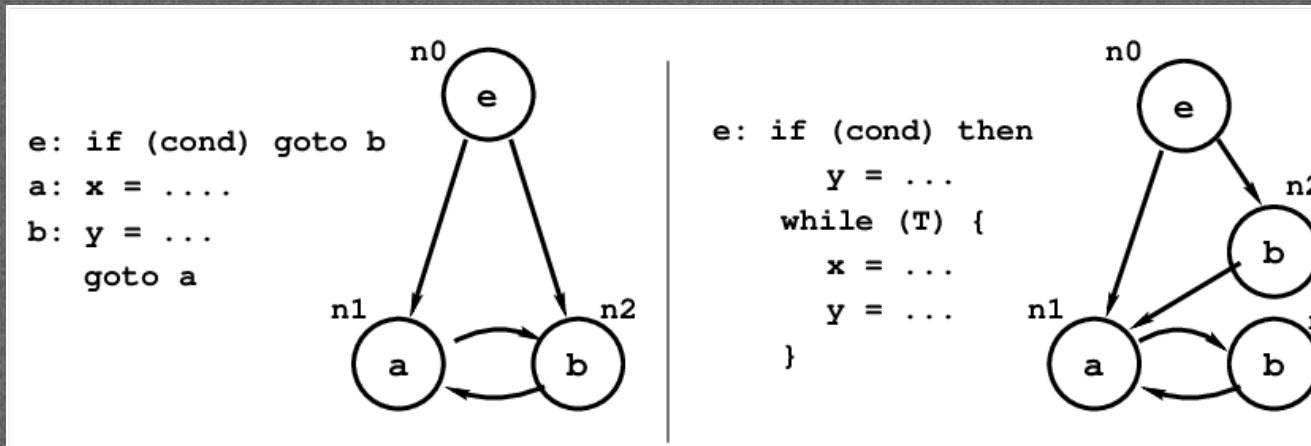 n0
e
e: if (cond) goto b
a: x = ....
b: y = ...
goto a
n1
n2
a
b
n0
e
e: if (cond) then
y = ...
while (T) {
x = ...
y = ...
}
b
n1
a
b